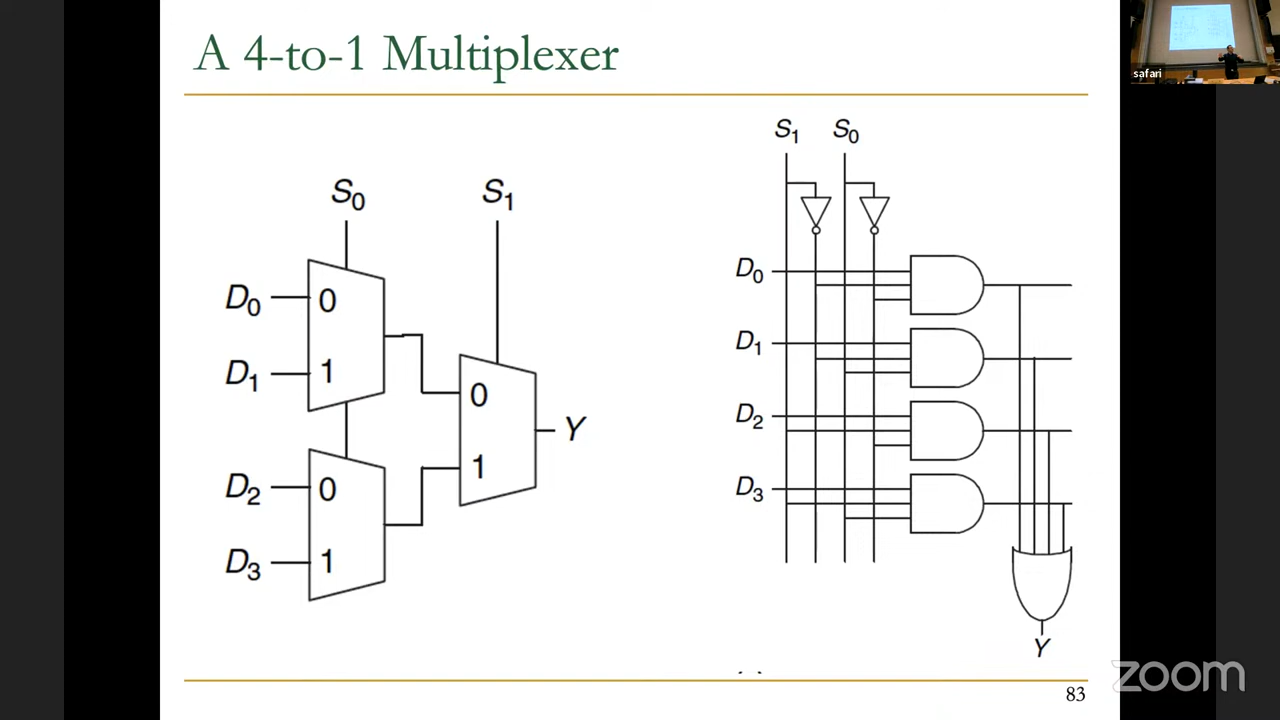 A 4-to-1 Multiplexer
safari
S₀ S₁
D₀ 0
D₁ 1
D₂ 0
D₃ 1
0
1
Y
S₁ S₀
D₀
D₁
D₂
D₃
Y
83
zoom